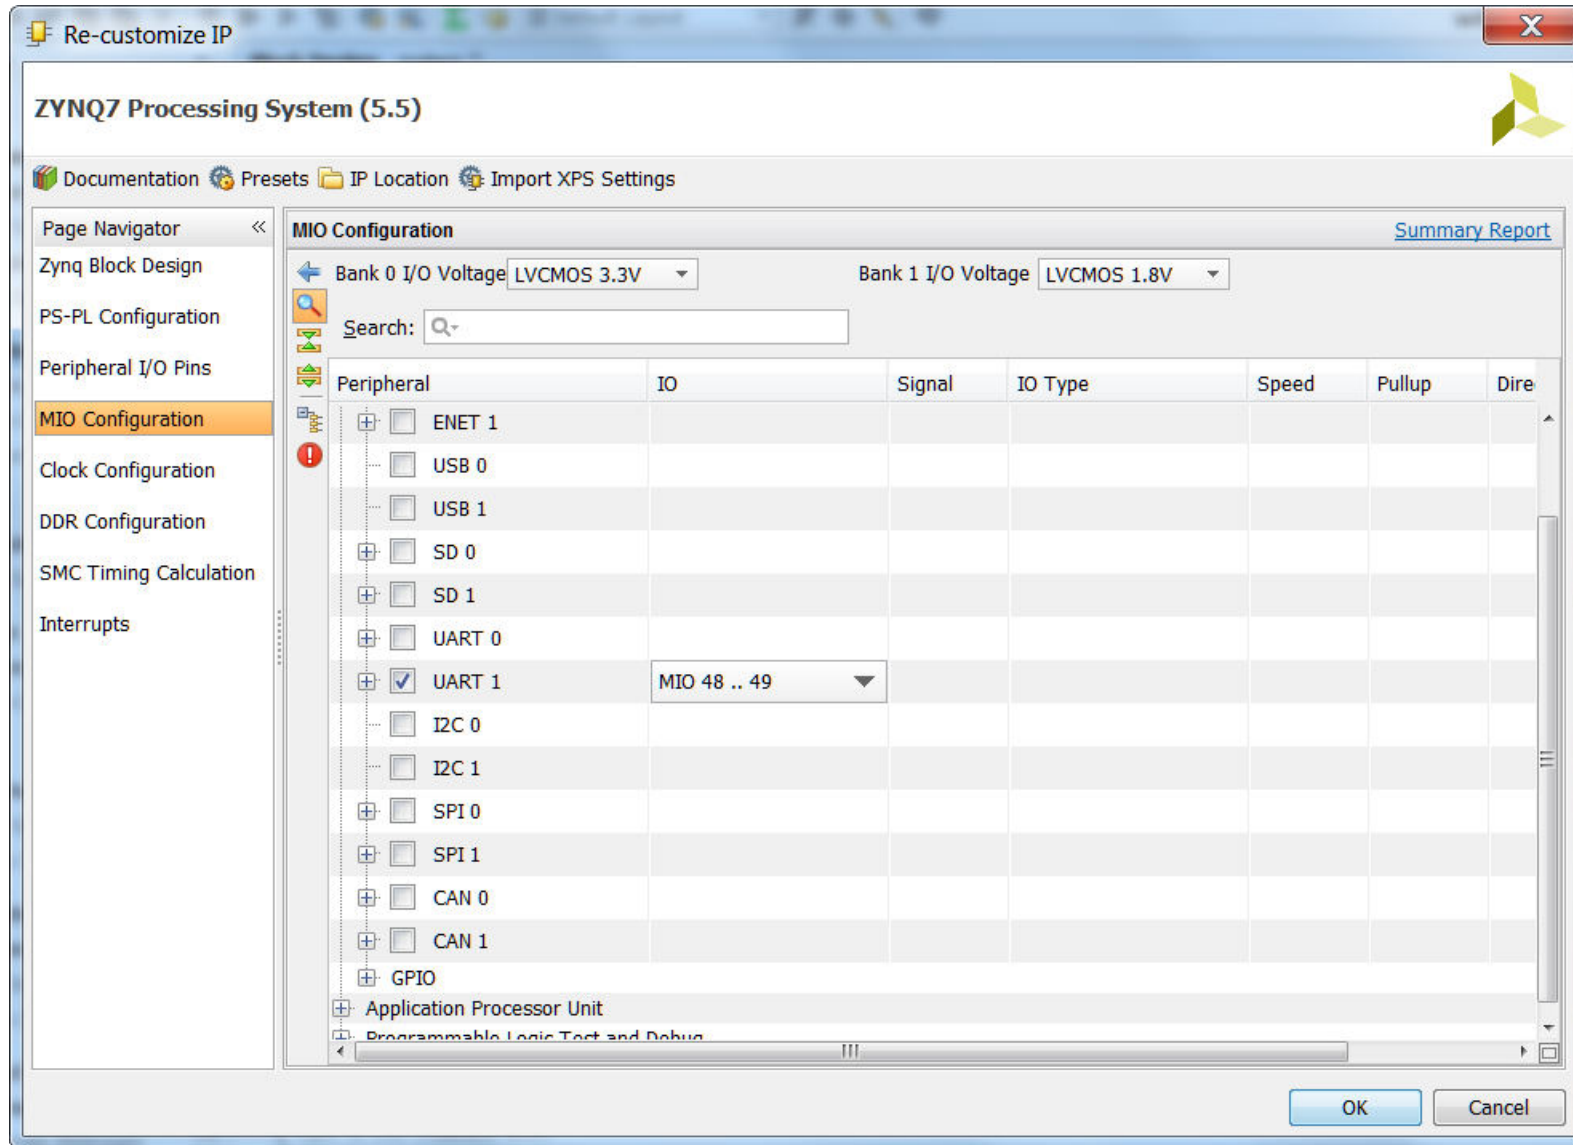 Re-customize IP
ZYNQ7 Processing System (5.5)
Documentation Presets IP Location Import XPS Settings
Page Navigator «
Zynq Block Design
PS-PL Configuration
Peripheral I/O Pins
MIO Configuration
Clock Configuration
DDR Configuration
SMC Timing Calculation
Interrupts
MIO Configuration Summary Report
Bank 0 I/O Voltage LVCMOS 3.3V Bank 1 I/O Voltage LVCMOS 1.8V
Search:
Peripheral IO Signal IO Type Speed Pullup Dire
ENET 1
USB 0
USB 1
SD 0
SD 1
UART 0
UART 1 MIO 48 .. 49
I2C 0
I2C 1
SPI 0
SPI 1
CAN 0
CAN 1
GPIO
Application Processor Unit
Programmable Logic Test and Debug
OK Cancel